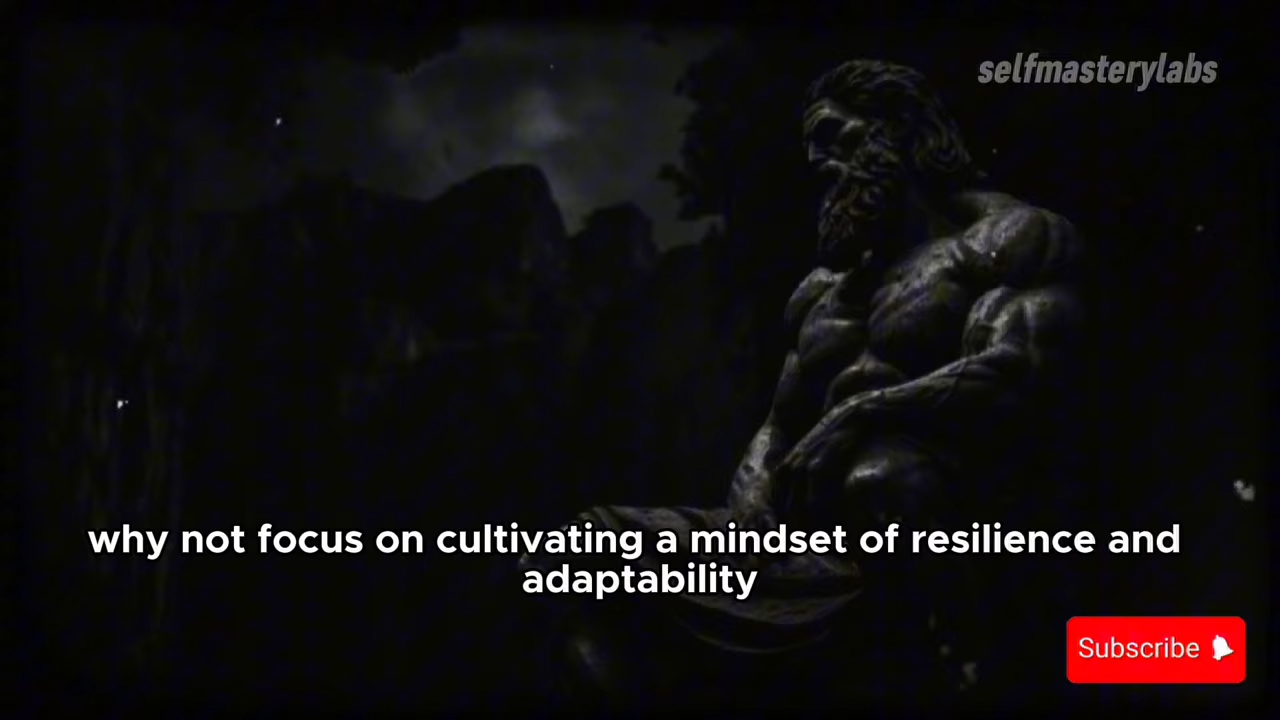 selfmasterylabs
why not focus on cultivating a mindset of resilience and
adaptability
Subscribe